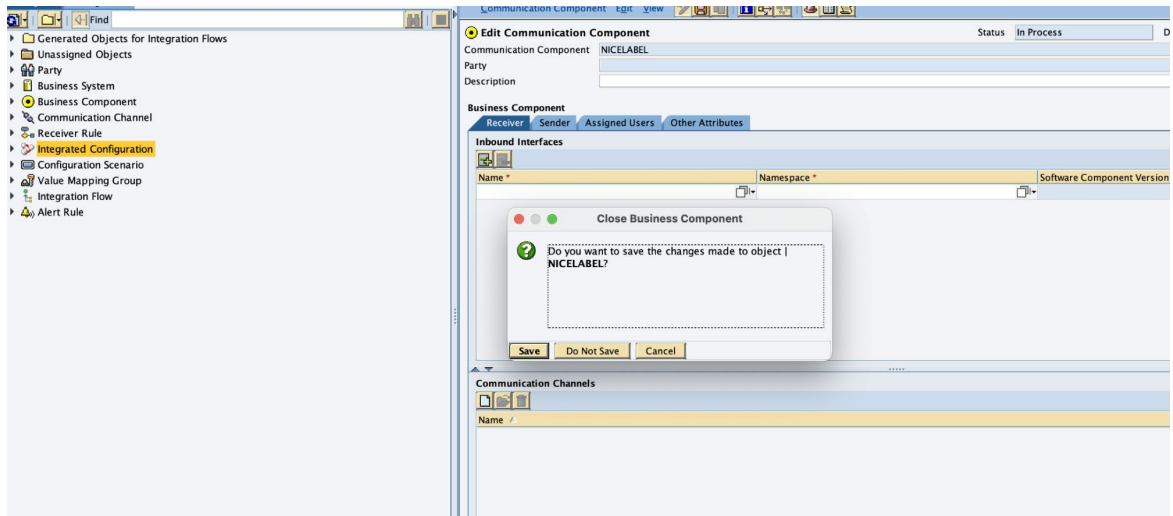 Find
Generated Objects for Integration Flows
Unassigned Objects
Party
Business System
Business Component
Communication Channel
Receiver Rule
Integrated Configuration
Configuration Scenario
Value Mapping Group
Integration Flow
Alert Rule
Communication Component Edit View
Edit Communication Component
Status In Process D
Communication Component NICELABEL
Party
Description
Business Component
Receiver Sender Assigned Users Other Attributes
Inbound Interfaces
Name * Namespace * Software Component Version
Close Business Component
Do you want to save the changes made to object |
NICELABEL?
Save Do Not Save Cancel
Communication Channels
Name